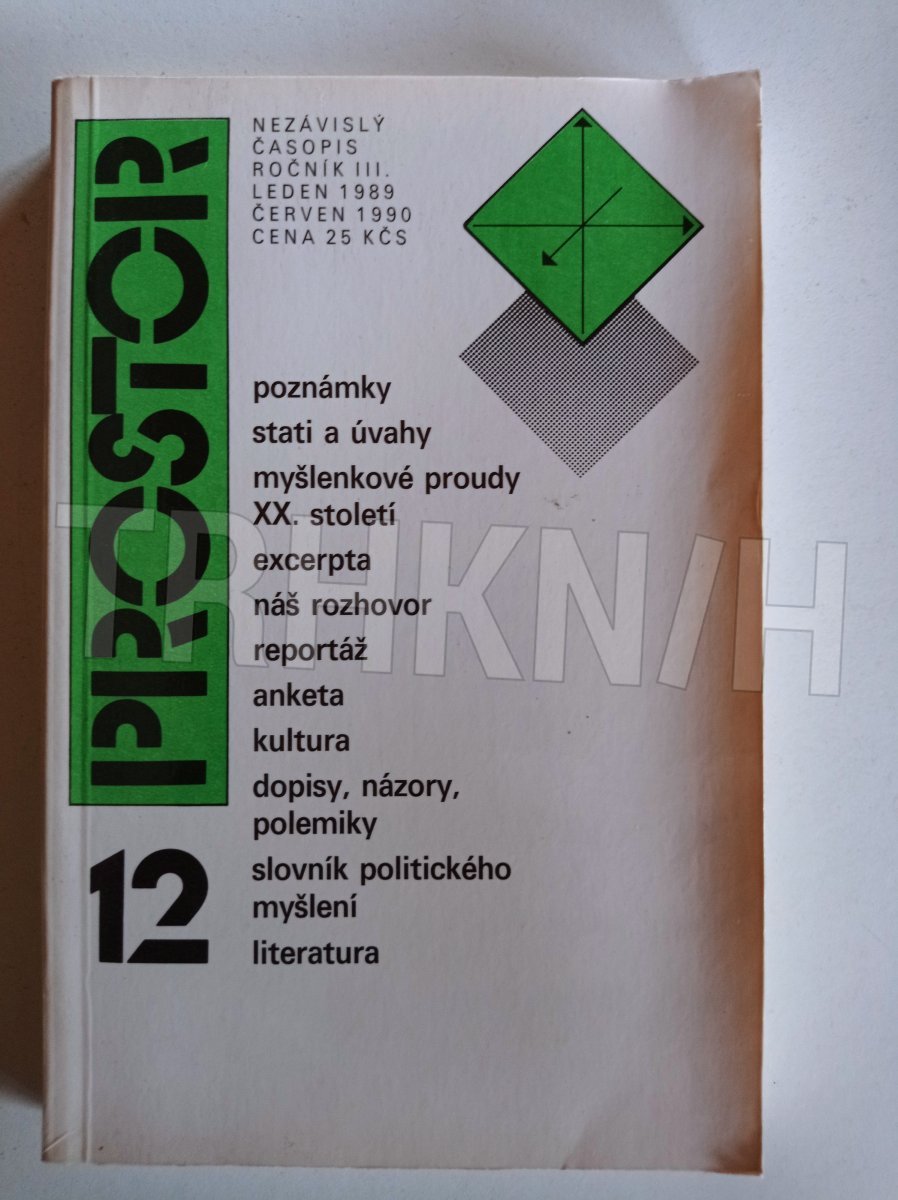 PROSTOR
12
NEZÁVISLÝ
ČASOPIS
ROČNÍK III.
LEDEN 1989
ČERVEN 1990
CENA 25 KČS
poznámky
stati a úvahy
myšlenkové proudy
XX. století
excerpta
náš rozhovor
reportáž
anketa
kultura
dopisy, názory,
polemiky
slovník politického
myšlení
literatura
TRHKNIH